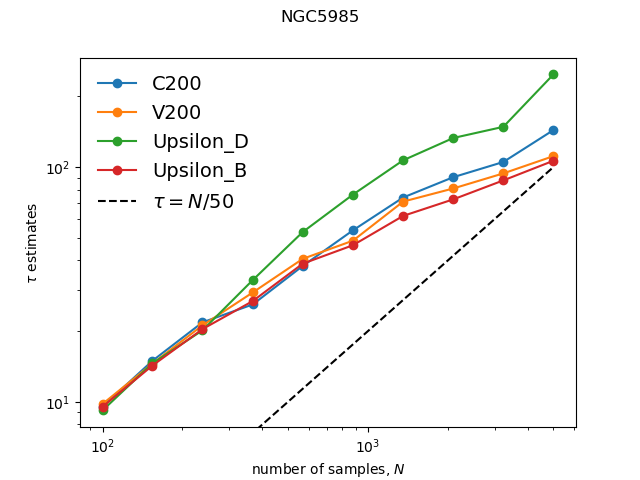 NGC5985
C200
V200
Upsilon_D
Upsilon_B
τ = N/50
τ estimates
10²
10¹
10²
10³
number of samples, N